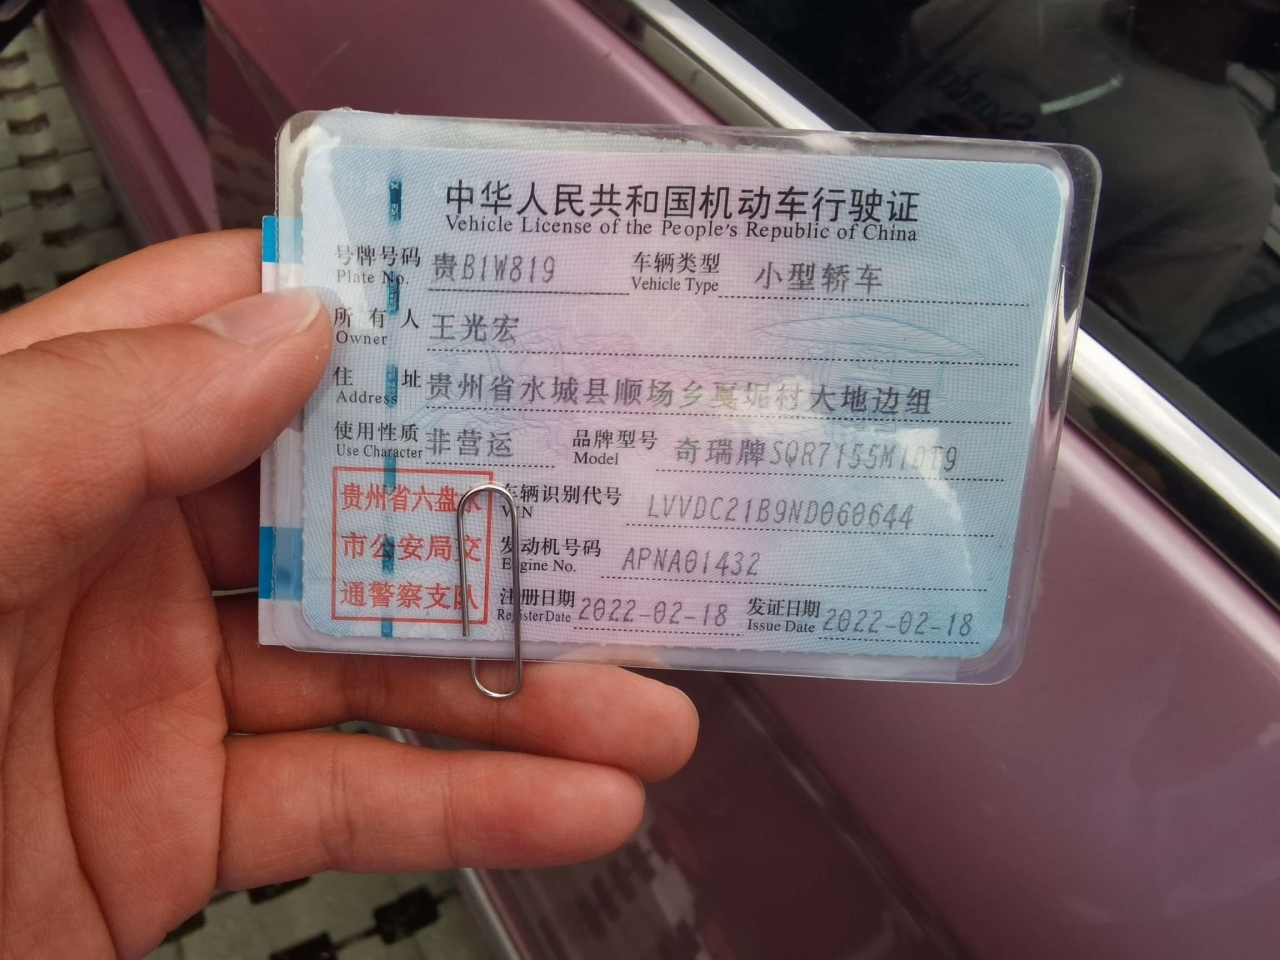 中华人民共和国机动车行驶证
Vehicle License of the People's Republic of China
号牌号码 贵B1W819 车辆类型 小型轿车
Plate No. Vehicle Type
所有人 王光宏
Owner
住址 贵州省水城县顺场乡戛垅村大地边组
Address
使用性质 非营运 品牌型号 奇瑞牌SQR7155M1DT9
Use Character Model
贵州省六盘水
市公安局交
通警察支队
车辆识别代号 LVVDC21B9ND060644
VIN
发动机号码 APNA01432
Engine No.
注册日期 2022-02-18 发证日期 2022-02-18
Register Date Issue Date